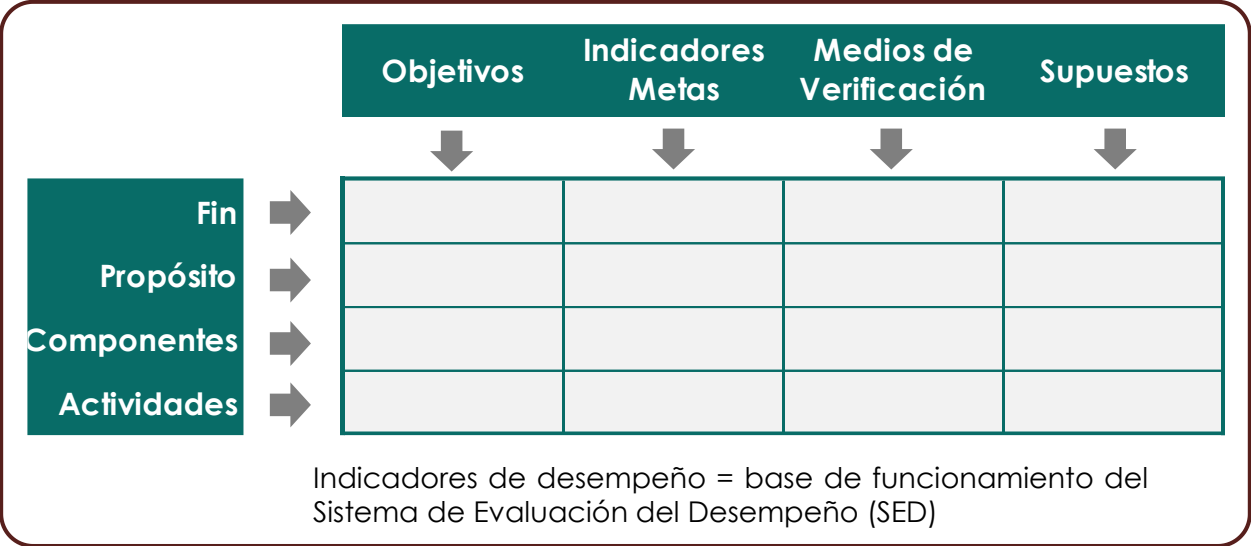 Objetivos
Indicadores
Metas
Medios de
Verificación
Supuestos
Fin
Propósito
Componentes
Actividades
Indicadores de desempeño = base de funcionamiento del
Sistema de Evaluación del Desempeño (SED)